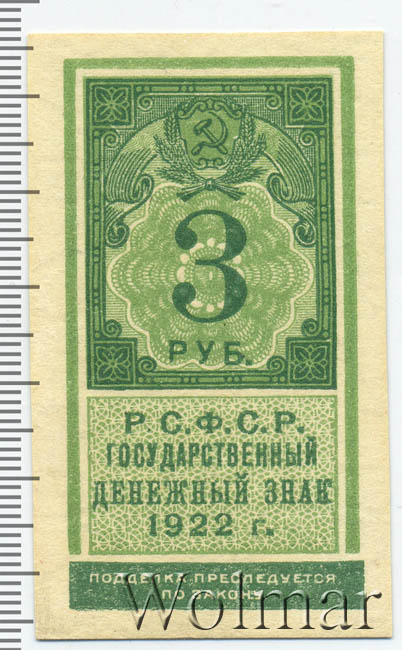 3
РУБ.
Р.С.Ф.С.Р.
ГОСУДАРСТВЕННЫЙ
ДЕНЕЖНЫЙ ЗНАК
1922 г.
ПОДДЕЛКА ПРЕСЛЕДУЕТСЯ
ПО ЗАКОНУ
Wolmar